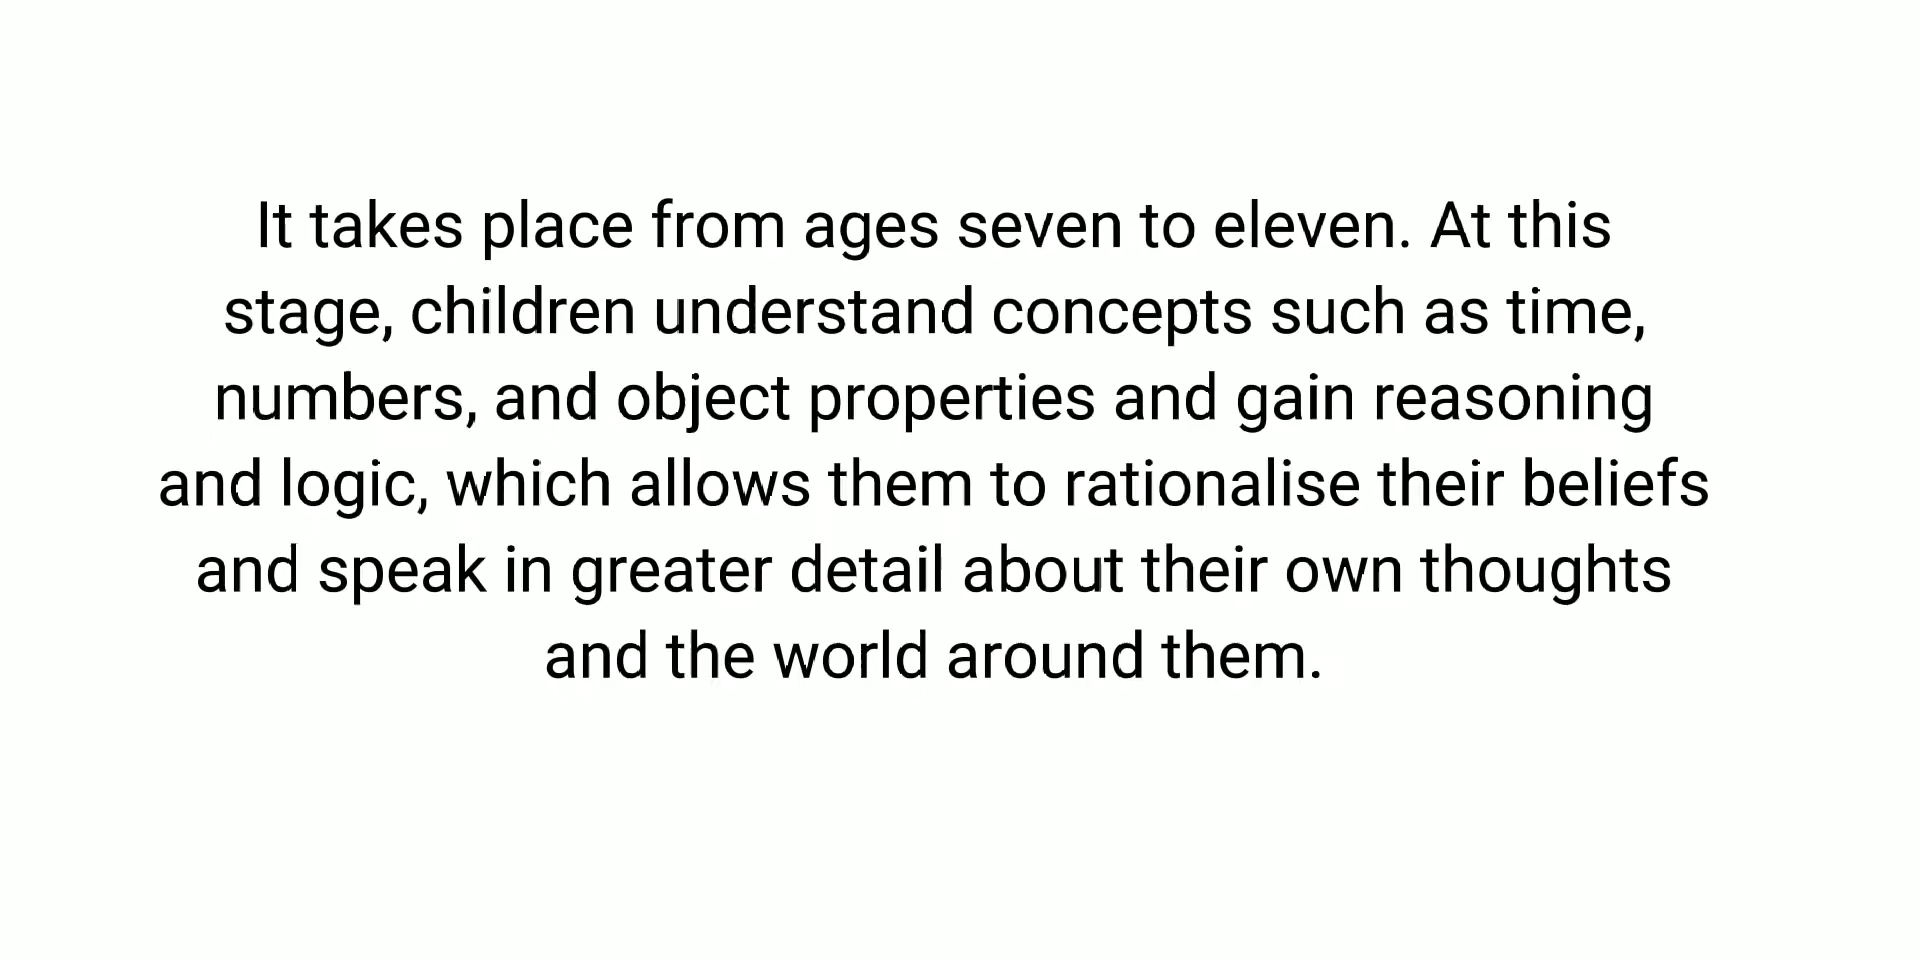 It takes place from ages seven to eleven. At this
stage, children understand concepts such as time,
numbers, and object properties and gain reasoning
and logic, which allows them to rationalise their beliefs
and speak in greater detail about their own thoughts
and the world around them.